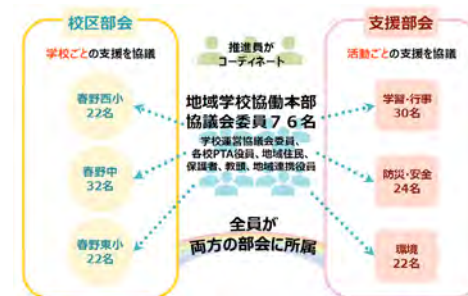 校区部会
学校ごとの支援を協議
春野西小
22名
春野中
32名
春野東小
22名
推進員が
コーディネート
地域学校協働本部
協議会委員76名
学校運営協議会委員、
各校PTA役員、地域住民、
保護者、教頭、地域連携役員
全員が
両方の部会に所属
支援部会
活動ごとの支援を協議
学習・行事
30名
防災・安全
24名
環境
22名